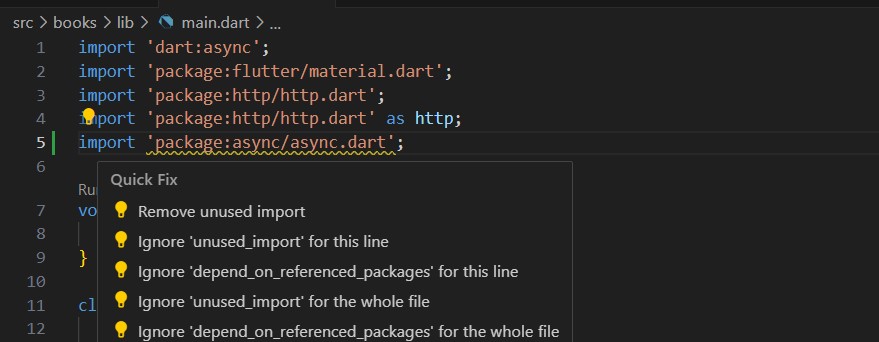 src > books > lib > main.dart > ...
1 import 'dart:async';
2 import 'package:flutter/material.dart';
3 import 'package:http/http.dart';
4 import 'package:http/http.dart' as http;
5 import 'package:async/async.dart';
6
Quick Fix
Ru
Remove unused import
7 vo
8
Ignore 'unused_import' for this line
9 }
Ignore 'depend_on_referenced_packages' for this line
10
11 cl
Ignore 'unused_import' for the whole file
12
Ignore 'depend_on_referenced_packages' for the whole file